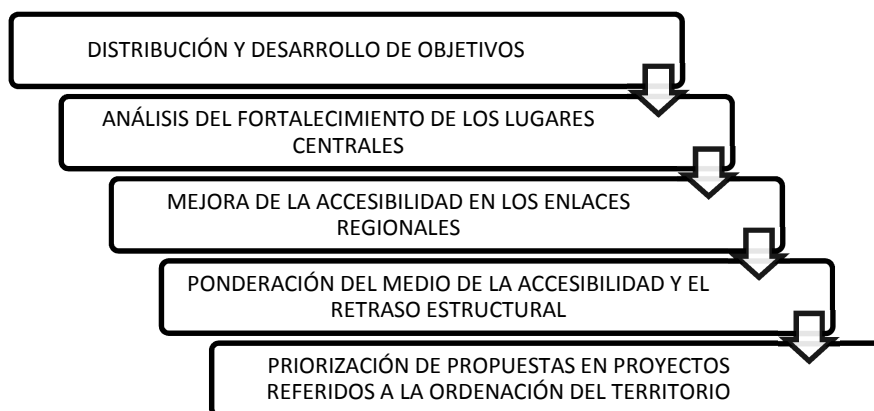 DISTRIBUCIÓN Y DESARROLLO DE OBJETIVOS
ANÁLISIS DEL FORTALECIMIENTO DE LOS LUGARES
CENTRALES
MEJORA DE LA ACCESIBILIDAD EN LOS ENLACES
REGIONALES
PONDERACIÓN DEL MEDIO DE LA ACCESIBILIDAD Y EL
RETRASO ESTRUCTURAL
PRIORIZACIÓN DE PROPUESTAS EN PROYECTOS
REFERIDOS A LA ORDENACIÓN DEL TERRITORIO